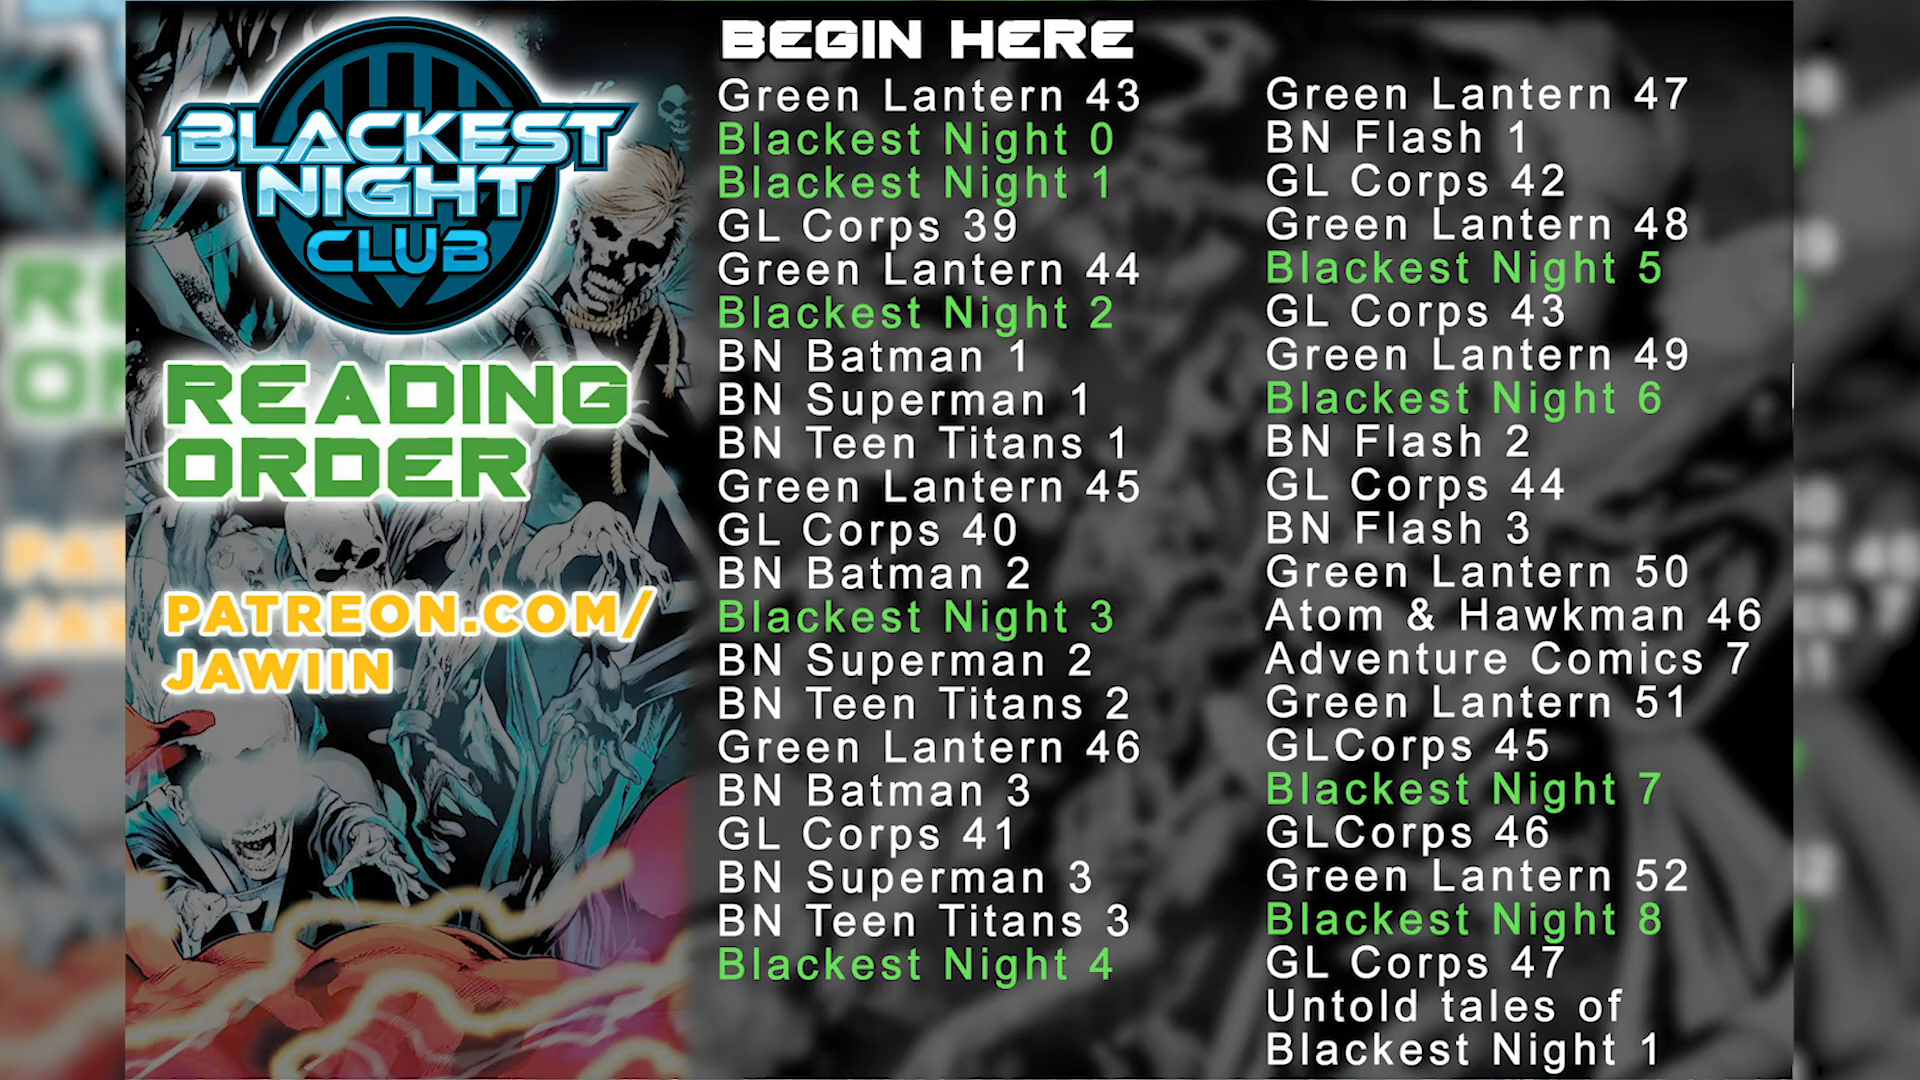 BLACKEST
NIGHT
CLUB
READING
ORDER
PATREON.COM/
JAWIIN
BEGIN HERE
Green Lantern 43
Blackest Night 0
Blackest Night 1
GL Corps 39
Green Lantern 44
Blackest Night 2
BN Batman 1
BN Superman 1
BN Teen Titans 1
Green Lantern 45
GL Corps 40
BN Batman 2
Blackest Night 3
BN Superman 2
BN Teen Titans 2
Green Lantern 46
BN Batman 3
GL Corps 41
BN Superman 3
BN Teen Titans 3
Blackest Night 4
Green Lantern 47
BN Flash 1
GL Corps 42
Green Lantern 48
Blackest Night 5
GL Corps 43
Green Lantern 49
Blackest Night 6
BN Flash 2
GL Corps 44
BN Flash 3
Green Lantern 50
Atom & Hawkman 46
Adventure Comics 7
Green Lantern 51
GLCorps 45
Blackest Night 7
GLCorps 46
Green Lantern 52
Blackest Night 8
GL Corps 47
Untold tales of
Blackest Night 1